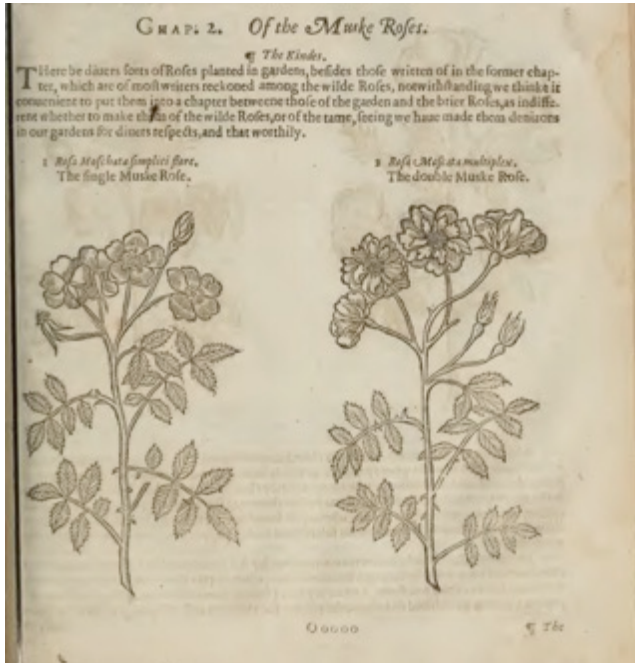 CHAP. 2. Of the Muske Roses.
¶ The Kindes.
THere be diuers sorts of Roses planted in gardens, besides those written of in the former chap-
ter, which are of most writers reckoned among the wilde Roses, notwithstanding we thinke it
conuenient to put them into a chapter betweene those of the garden and the brier Roses, as indiffe-
rent whether to make them of the wilde Roses, or of the tame, seeing we haue made them denizons
in our gardens for diuers respects, and that worthily.
1 Rosa Moschata simplici flore.
The single Muske Rose.
2 Rosa Moscata multiplex.
The double Muske Rose.
Ooooo
¶ The